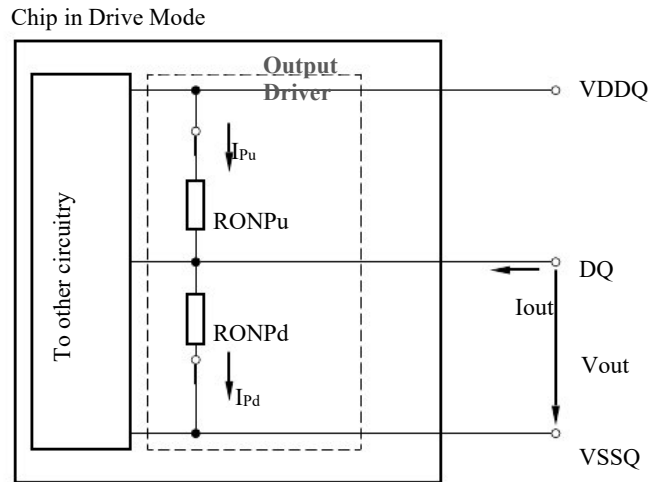 Chip in Drive Mode
Output
Driver
VDDQ
IPu
RONPu
To other circuitry
DQ
Iout
RONPd
Vout
IPd
VSSQ